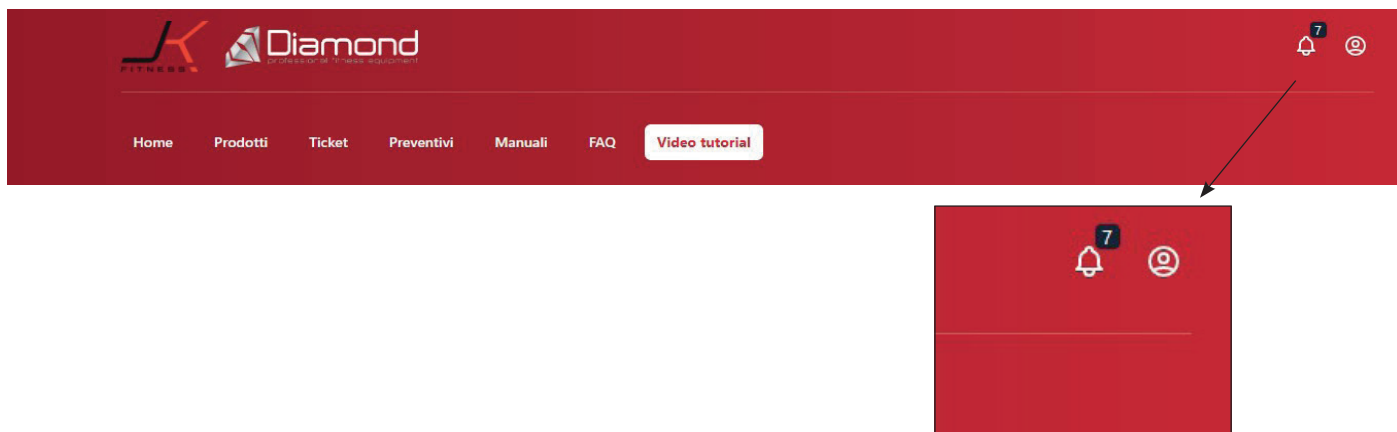 JK
FITNESS
Diamond
professional fitness equipment
7
Home Prodotti Ticket Preventivi Manuali FAQ Video tutorial
7